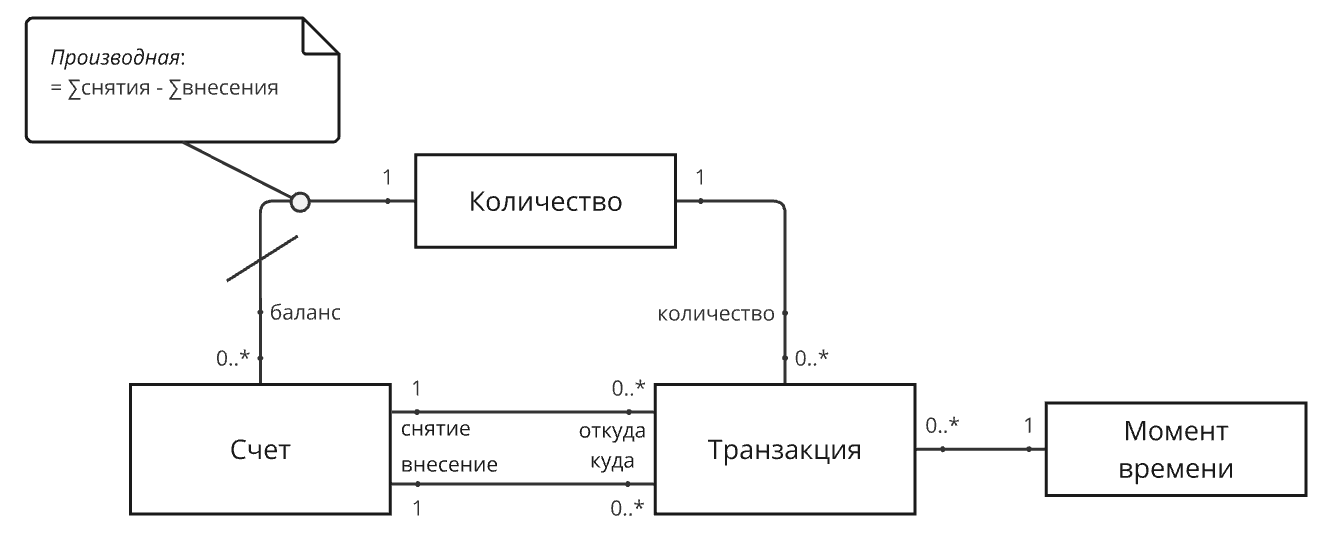 Производная:
= ∑снятия - ∑внесения
1
Количество
1
баланс
количество
0..*
0..*
Счет
1
снятие
внесение
1
0..*
откуда
куда
0..*
Транзакция
0..*
1
Момент
времени